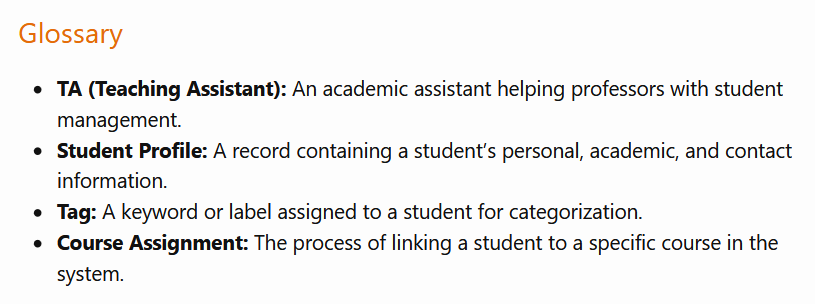 Glossary
• TA (Teaching Assistant): An academic assistant helping professors with student
management.
• Student Profile: A record containing a student’s personal, academic, and contact
information.
• Tag: A keyword or label assigned to a student for categorization.
• Course Assignment: The process of linking a student to a specific course in the
system.